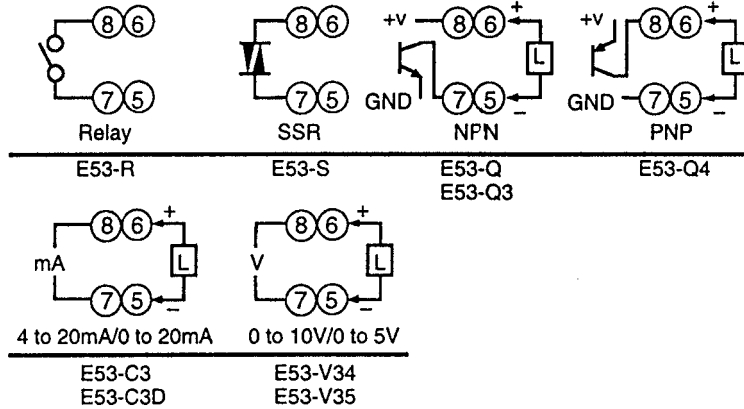 8 6
7 5
Relay
E53-R
8 6
7 5
SSR
E53-S
+v 8 6 +
L
GND 7 5 –
NPN
E53-Q
E53-Q3
+v 8 6 +
L
GND 7 5 –
PNP
E53-Q4
8 6 +
mA L
7 5 –
4 to 20mA/0 to 20mA
E53-C3
E53-C3D
8 6 +
V L
7 5 –
0 to 10V/0 to 5V
E53-V34
E53-V35